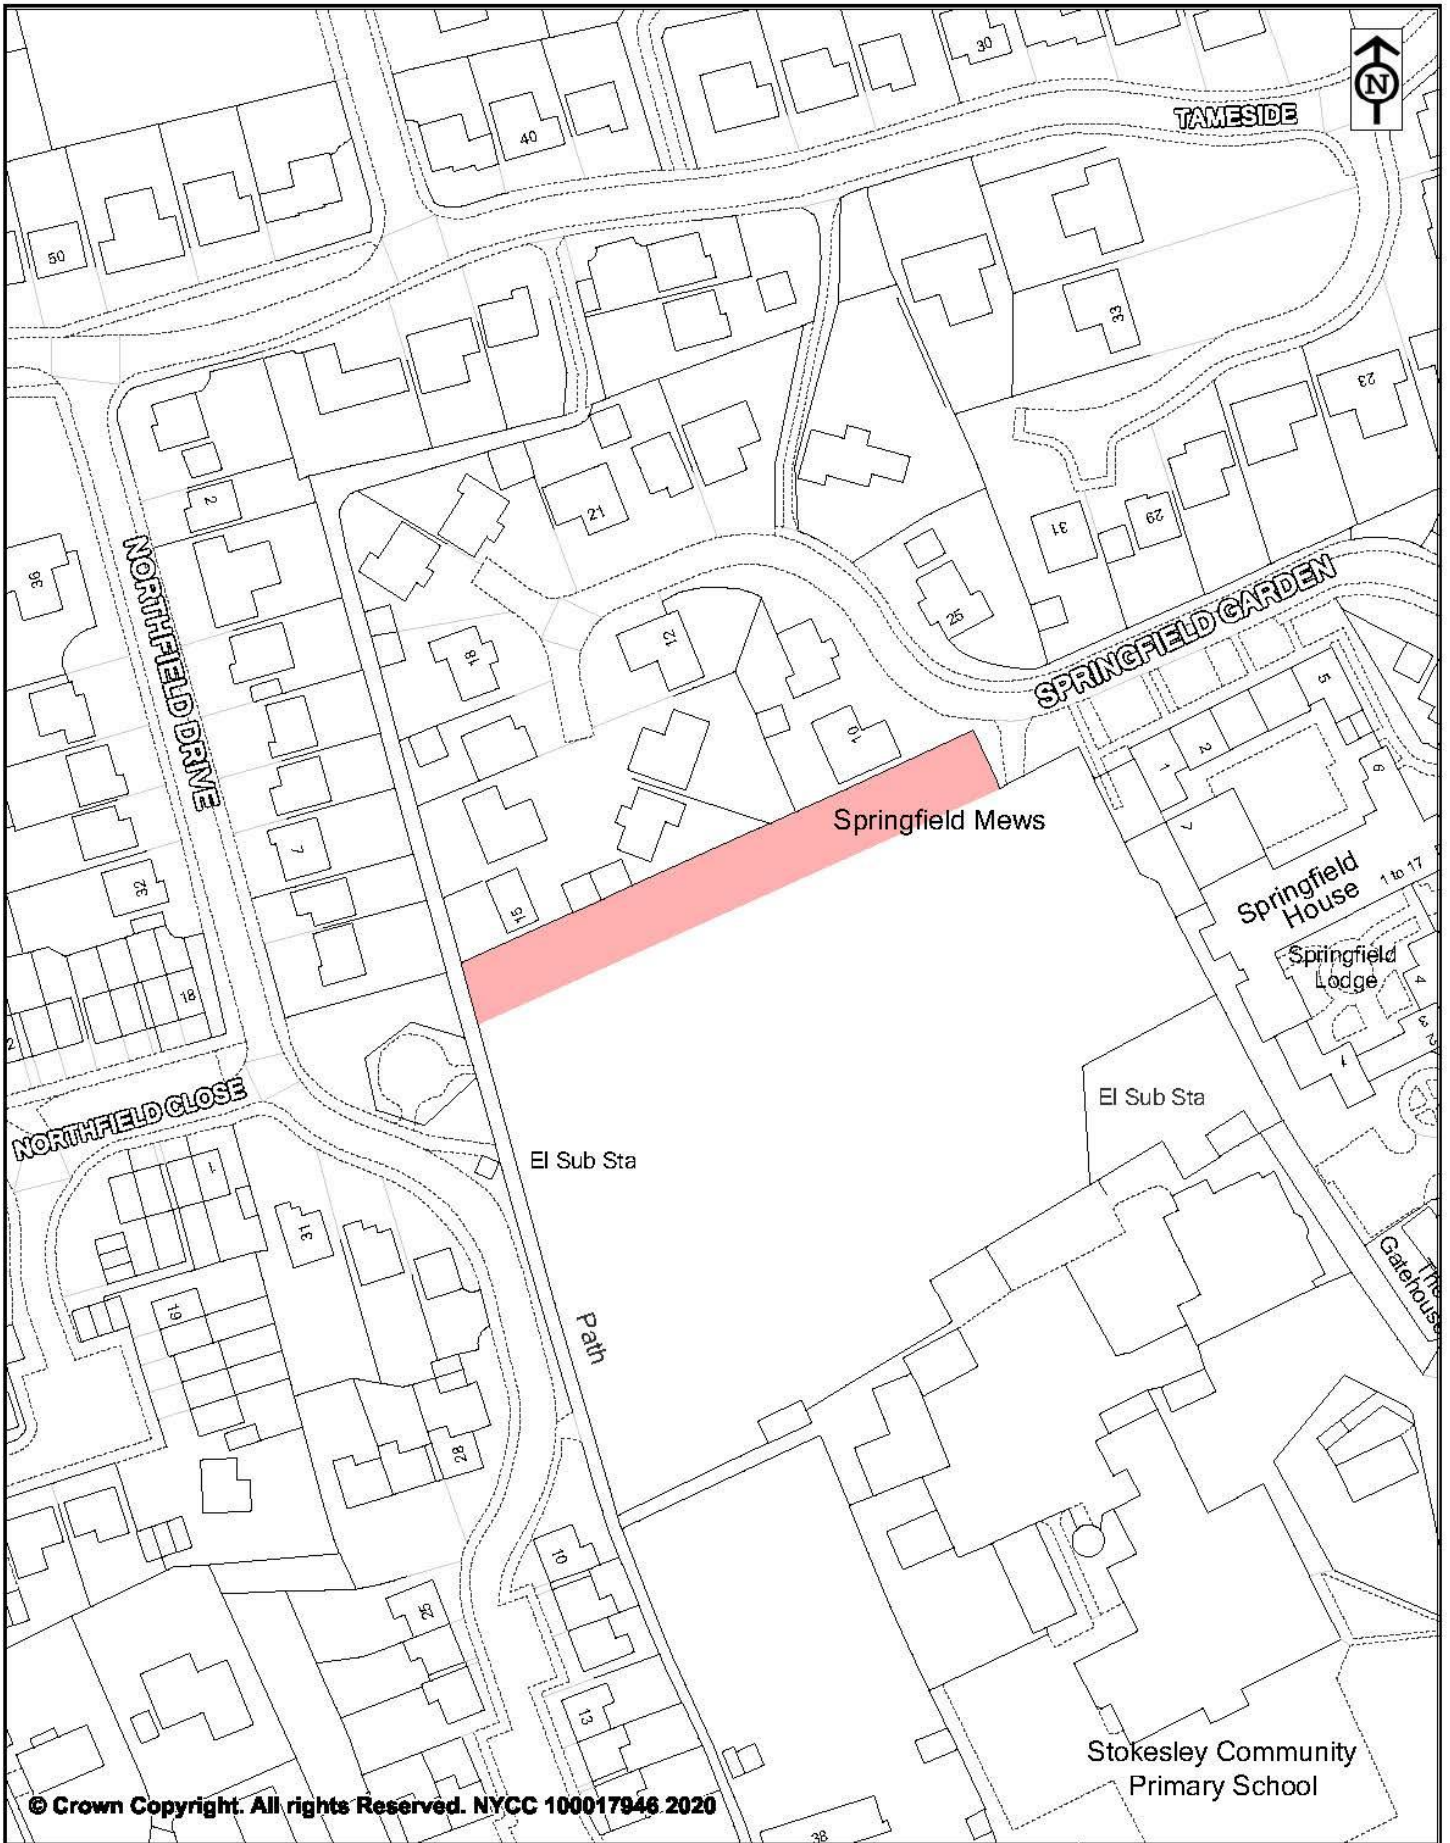 30
N
TAMESIDE
40
50
33
23
2
21
31
29
36
NORTHFIELD DRIVE
25
12
18
SPRINGFIELD GARDEN
5
10
2
1
6
7
Springfield Mews
7
32
Springfield
House
1 to 17
15
Springfield
Lodge
4
18
3
2
2
1
El Sub Sta
NORTHFIELD CLOSE
El Sub Sta
1
31
The
Gatehouse
19
Path
28
10
25
13
Stokesley Community
Primary School
© Crown Copyright. All rights Reserved. NYCC 100017946 2020
38